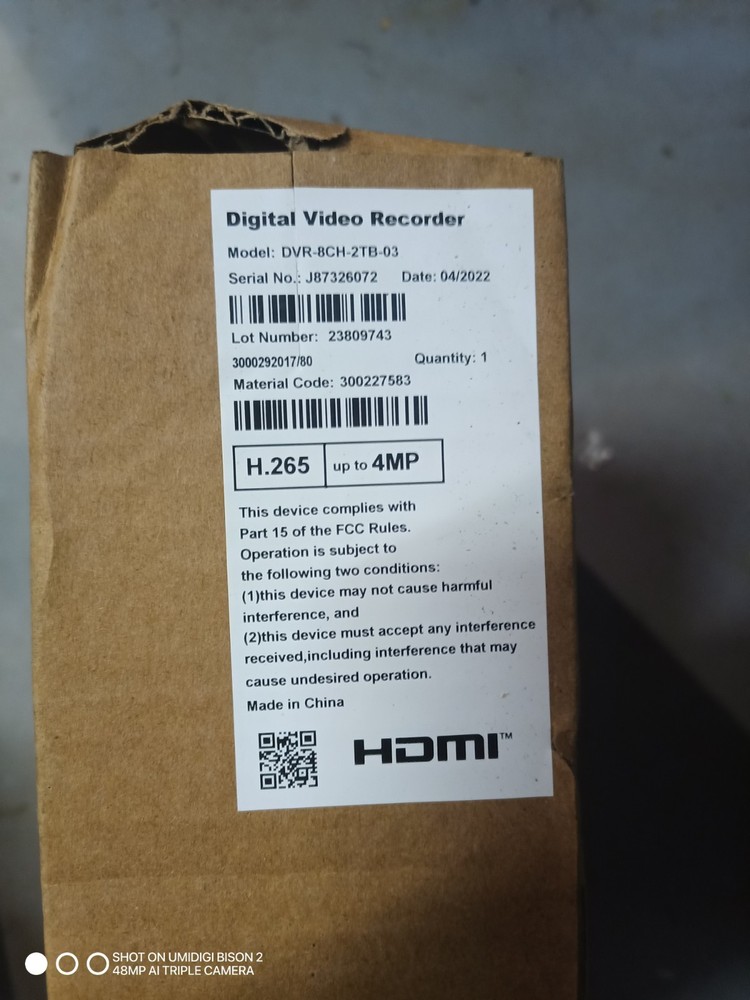 Digital Video Recorder
Model: DVR-8CH-2TB-03
Serial No.: J87326072 Date: 04/2022
Lot Number: 23809743
3000292017/80 Quantity: 1
Material Code: 300227583
H.265 up to 4MP
This device complies with
Part 15 of the FCC Rules.
Operation is subject to
the following two conditions:
(1)this device may not cause harmful
interference, and
(2)this device must accept any interference
received,including interference that may
cause undesired operation.
Made in China
HDMI™
SHOT ON UMIDIGI BISON 2
48MP AI TRIPLE CAMERA